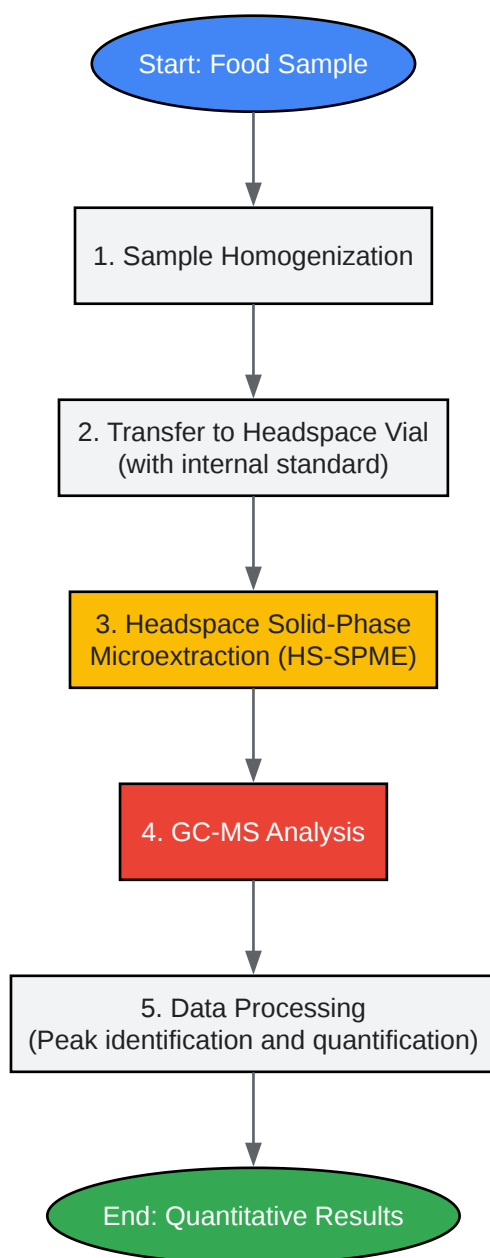 Start: Food Sample
1. Sample Homogenization
2. Transfer to Headspace Vial
(with internal standard)
3. Headspace Solid-Phase
Microextraction (HS-SPME)
4. GC-MS Analysis
5. Data Processing
(Peak identification and quantification)
End: Quantitative Results